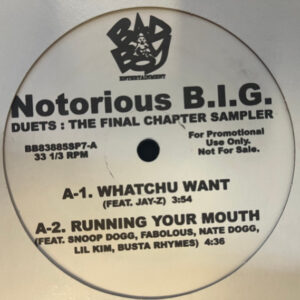 BAD
BOY
ENTERTAINMENT
Notorious B.I.G.
DUETS : THE FINAL CHAPTER SAMPLER
BB83885SP7-A
33 1/3 RPM
For Promotional
Use Only.
Not For Sale.
A-1. WHATCHU WANT
(FEAT. JAY-Z) 3:54
A-2. RUNNING YOUR MOUTH
(FEAT. SNOOP DOGG, FABOLOUS, NATE DOGG,
LIL KIM, BUSTA RHYMES) 4:36